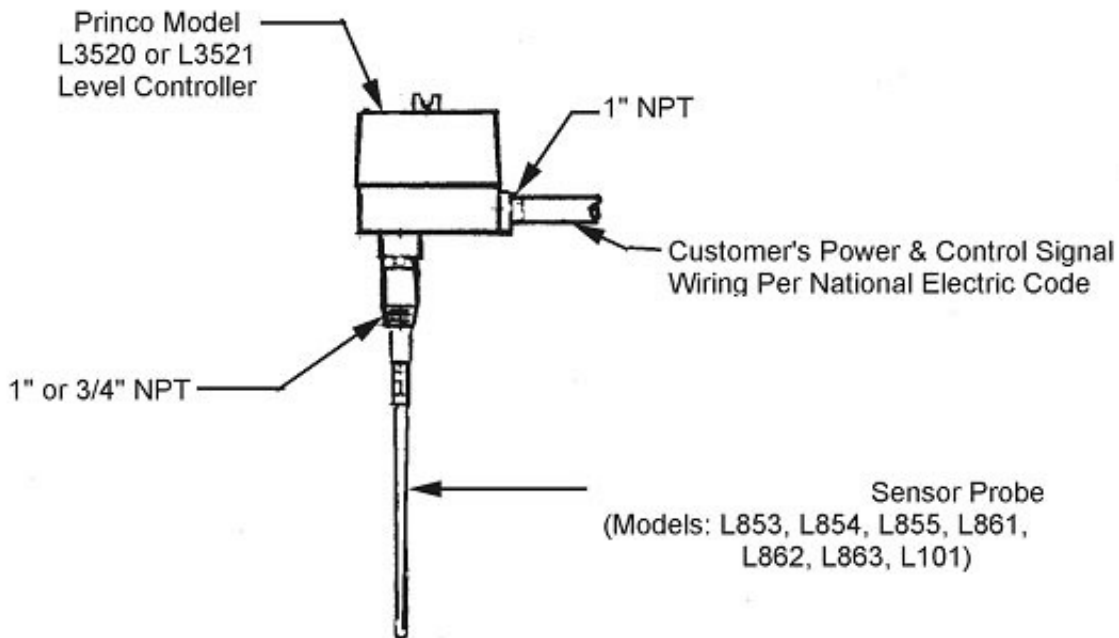 Princo Model
L3520 or L3521
Level Controller
1" NPT
Customer's Power & Control Signal
Wiring Per National Electric Code
1" or 3/4" NPT
Sensor Probe
(Models: L853, L854, L855, L861,
L862, L863, L101)